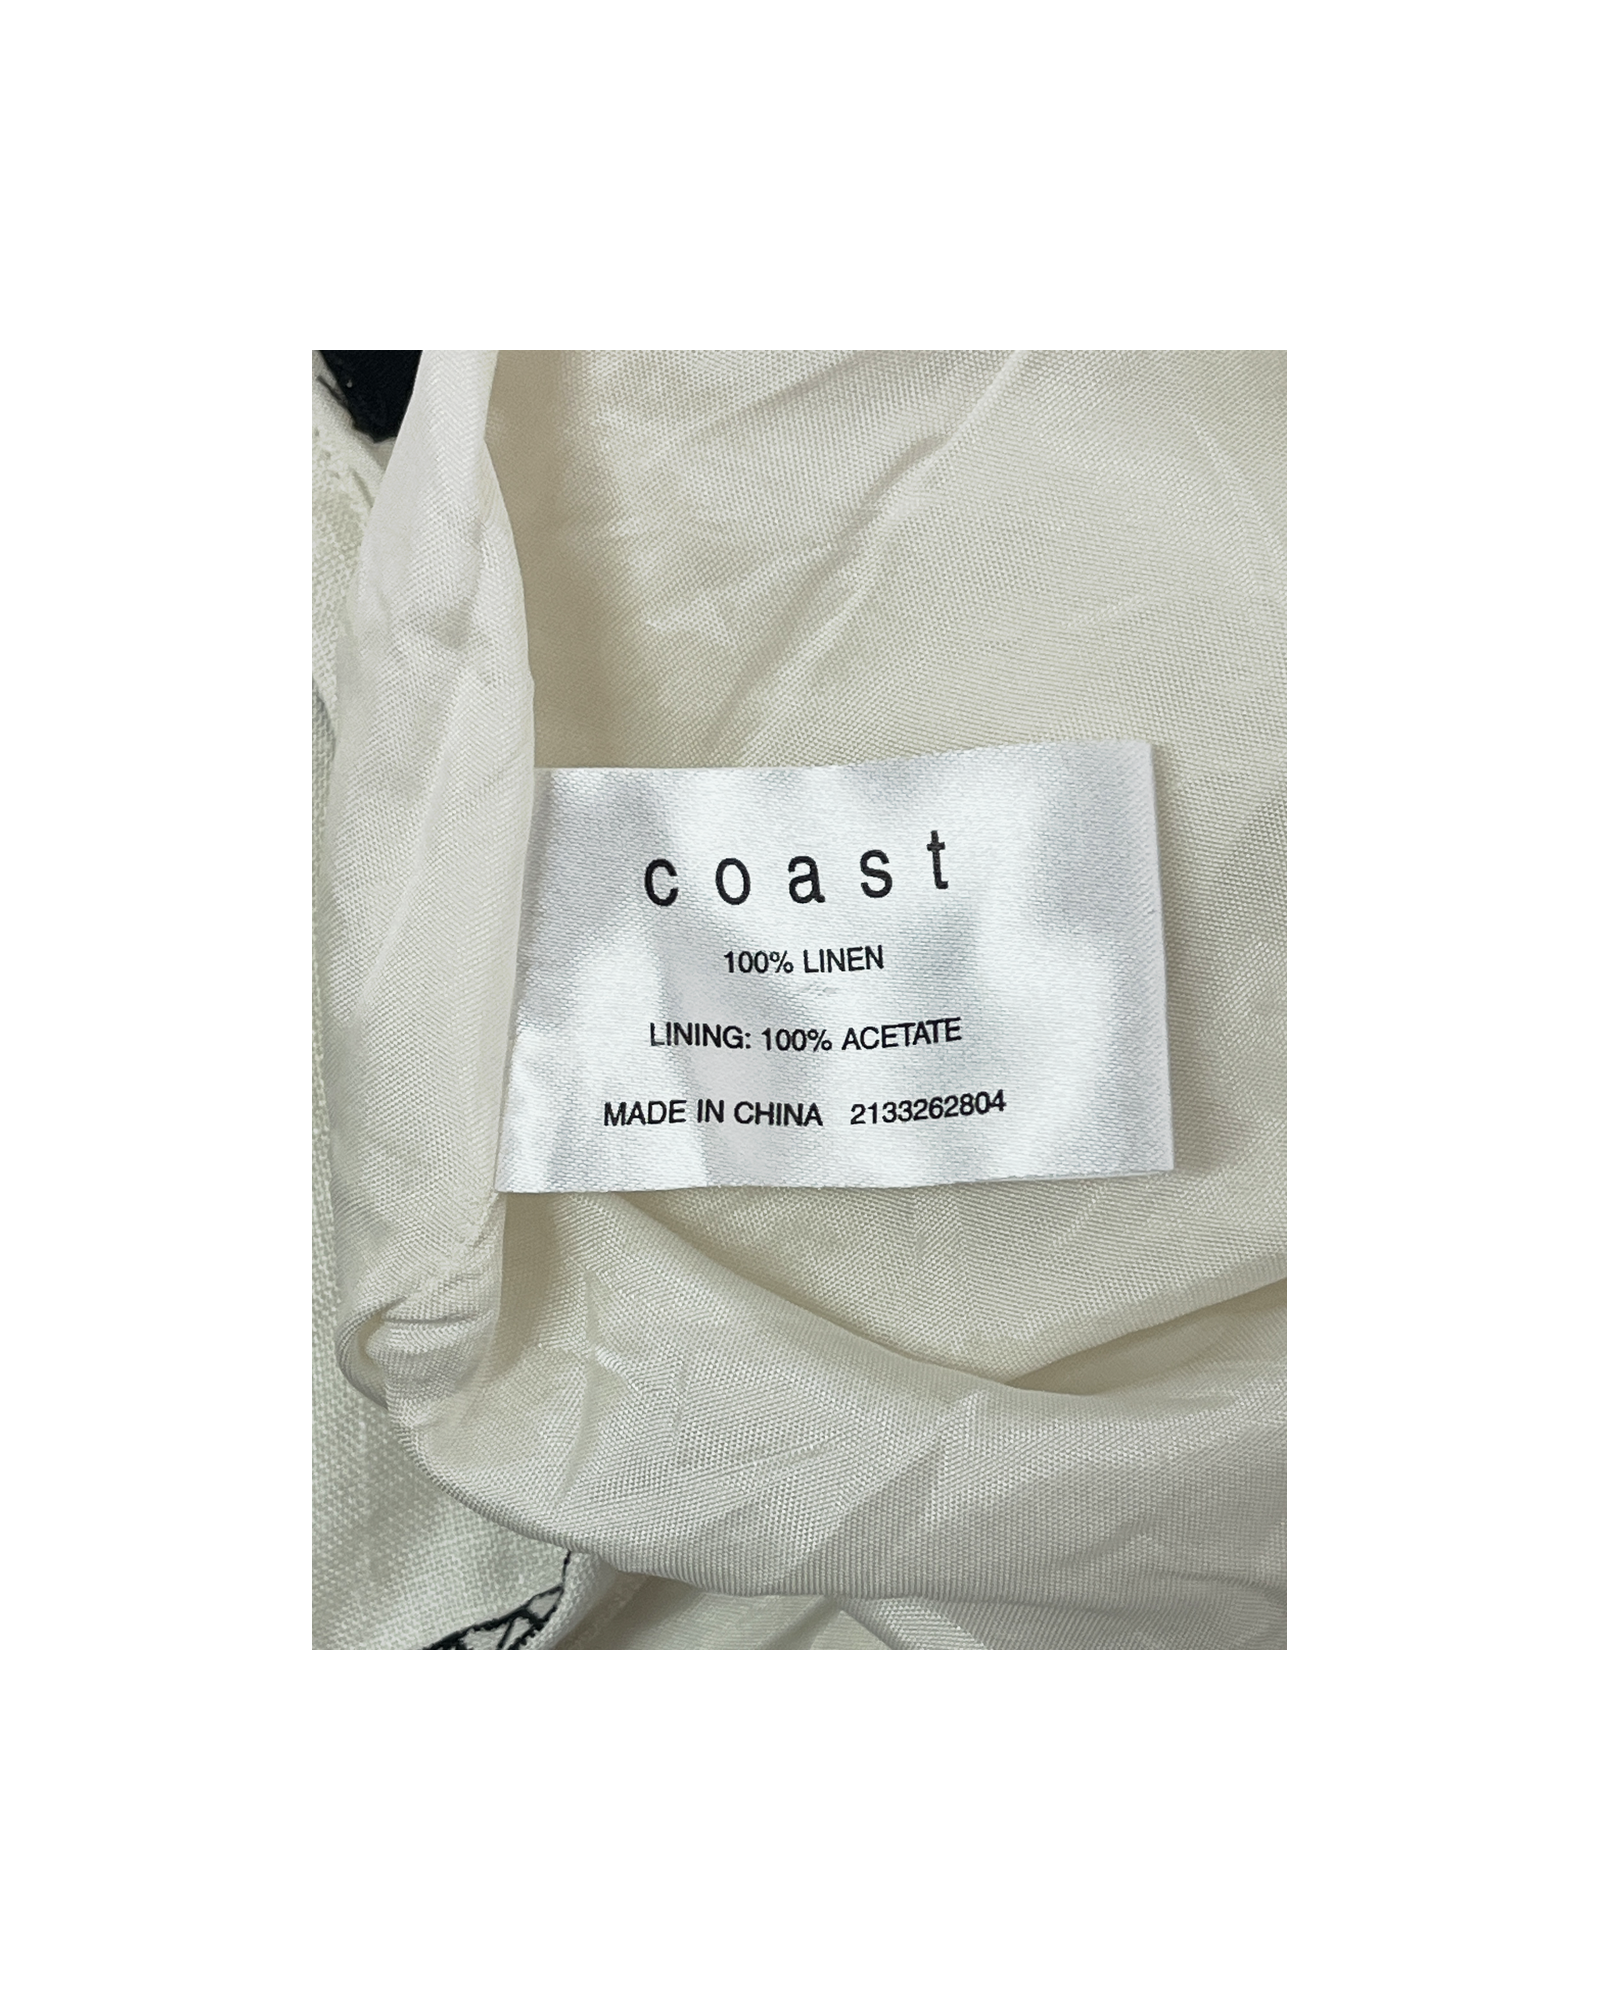 coast
100% LINEN
LINING: 100% ACETATE
MADE IN CHINA 2133262804